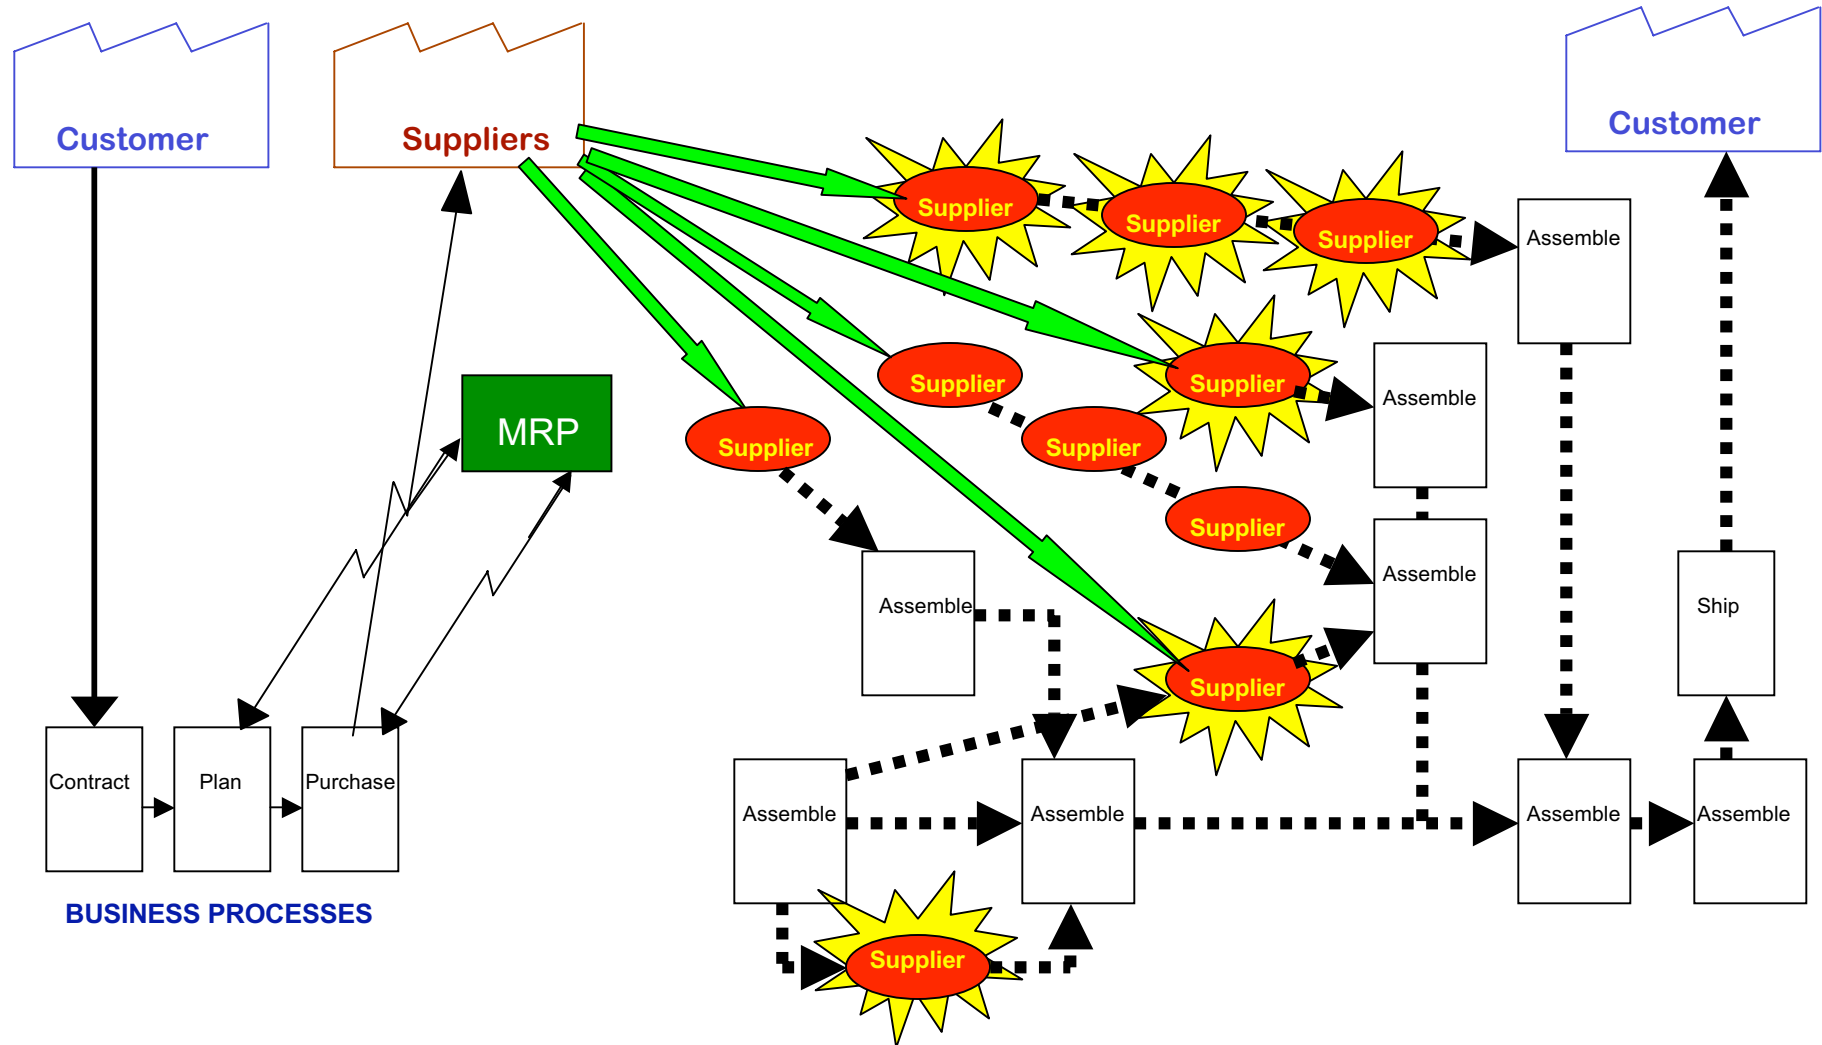 Customer
Suppliers
Customer
Supplier
Supplier
Supplier
Assemble
Supplier
Supplier
Assemble
MRP
Supplier
Supplier
Supplier
Assemble
Assemble
Ship
Supplier
Contract
Plan
Purchase
Assemble
Assemble
Assemble
Assemble
BUSINESS PROCESSES
Supplier